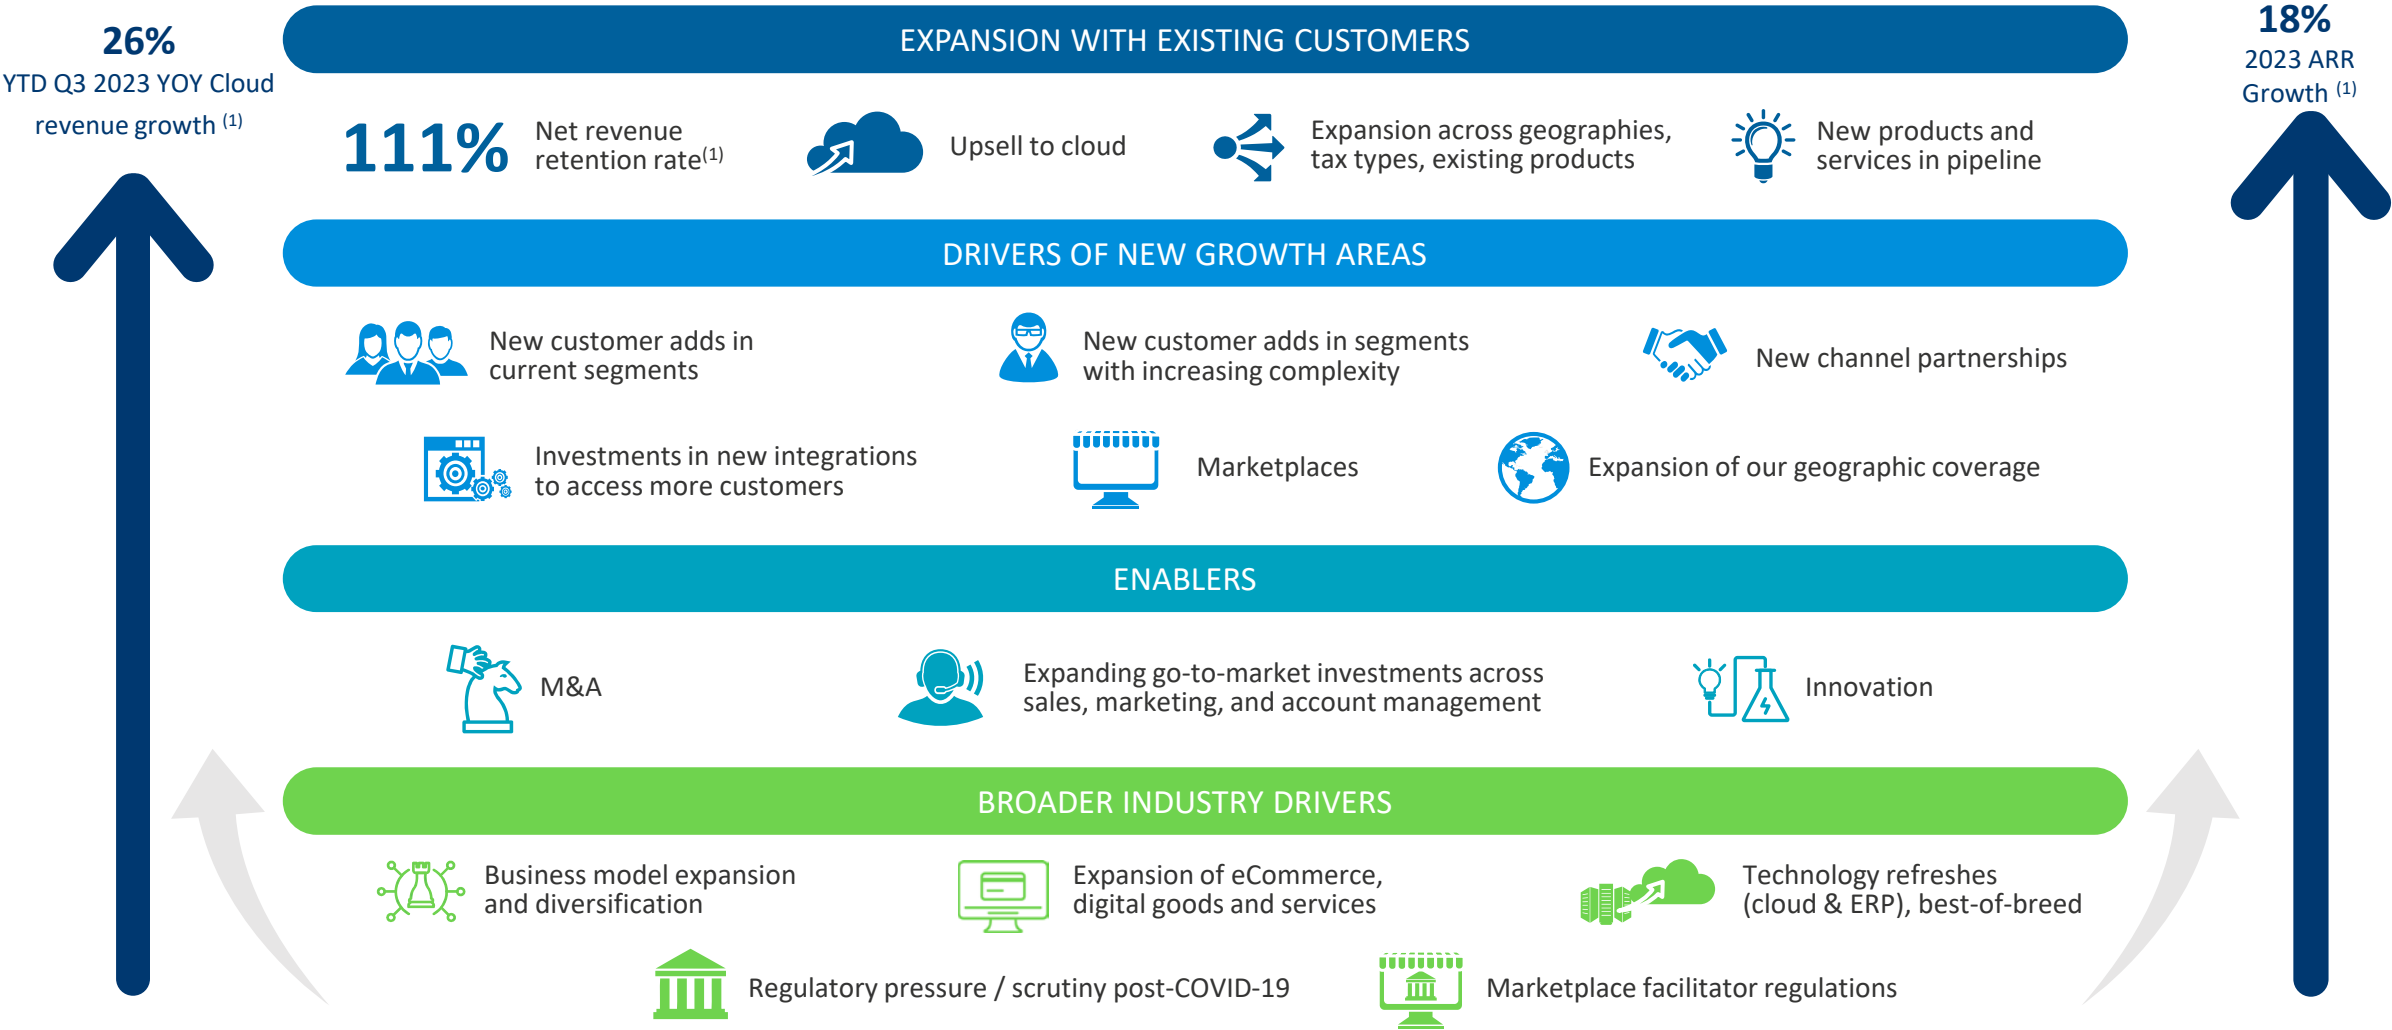 26%
YTD Q3 2023 YOY Cloud
revenue growth (1)
18%
2023 ARR
Growth (1)
EXPANSION WITH EXISTING CUSTOMERS
111%
Net revenue
retention rate(1)
Upsell to cloud
Expansion across geographies,
tax types, existing products
New products and
services in pipeline
DRIVERS OF NEW GROWTH AREAS
New customer adds in
current segments
New customer adds in segments
with increasing complexity
New channel partnerships
Investments in new integrations
to access more customers
Marketplaces
Expansion of our geographic coverage
ENABLERS
M&A
Expanding go-to-market investments across
sales, marketing, and account management
Innovation
BROADER INDUSTRY DRIVERS
Business model expansion
and diversification
Expansion of eCommerce,
digital goods and services
Technology refreshes
(cloud & ERP), best-of-breed
Regulatory pressure / scrutiny post-COVID-19
Marketplace facilitator regulations